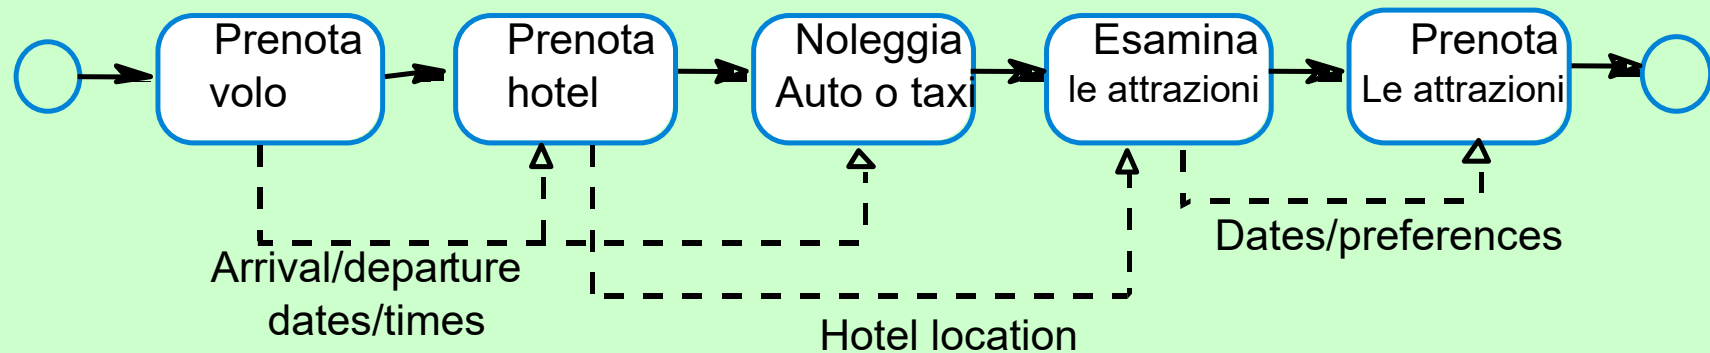 Prenota
volo
Prenota
hotel
Noleggia
Auto o taxi
Esamina
le attrazioni
Prenota
Le attrazioni
Arrival/departure
dates/times
Hotel location
Dates/preferences